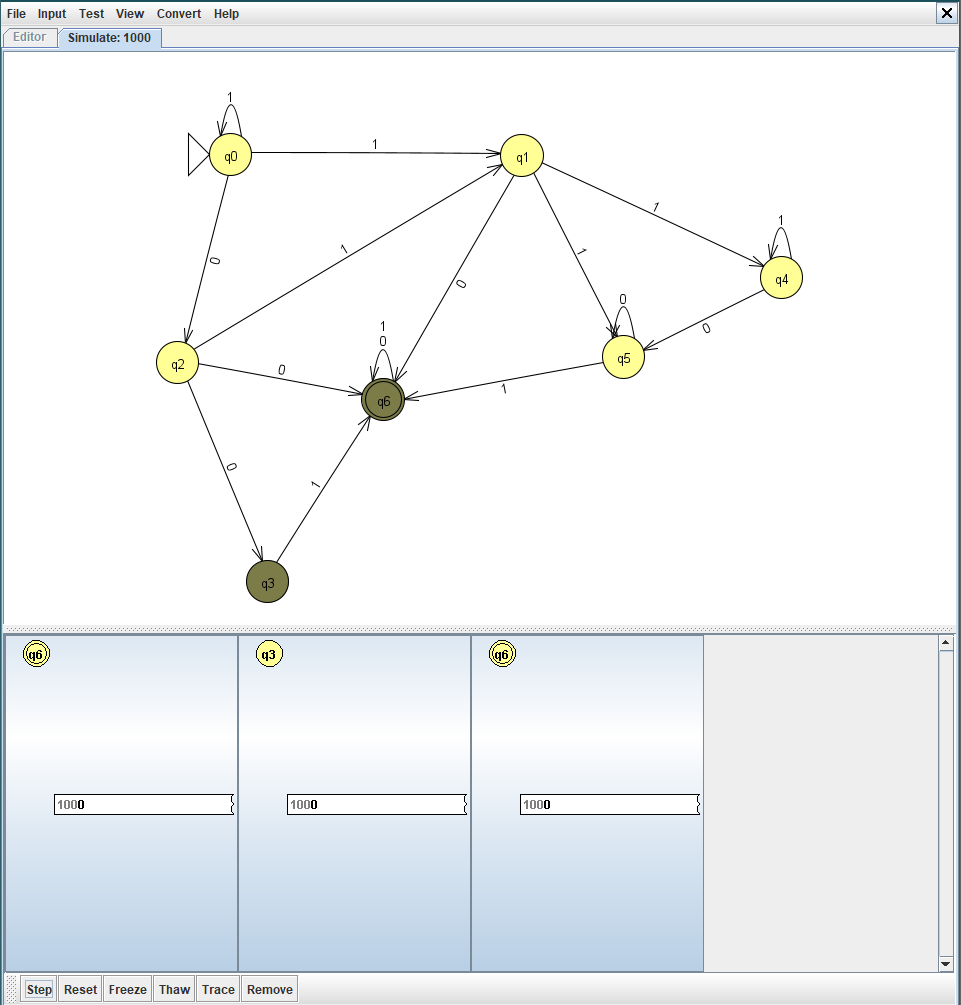 File Input Test View Convert Help
Editor Simulate: 1000
1
q0
1
q1
1
1
q4
0
1
0
1
0
q5
0
1
0
q2
0
q6
1
0
1
q3
q6 q3 q6
1000 1000 1000
Step Reset Freeze Thaw Trace Remove